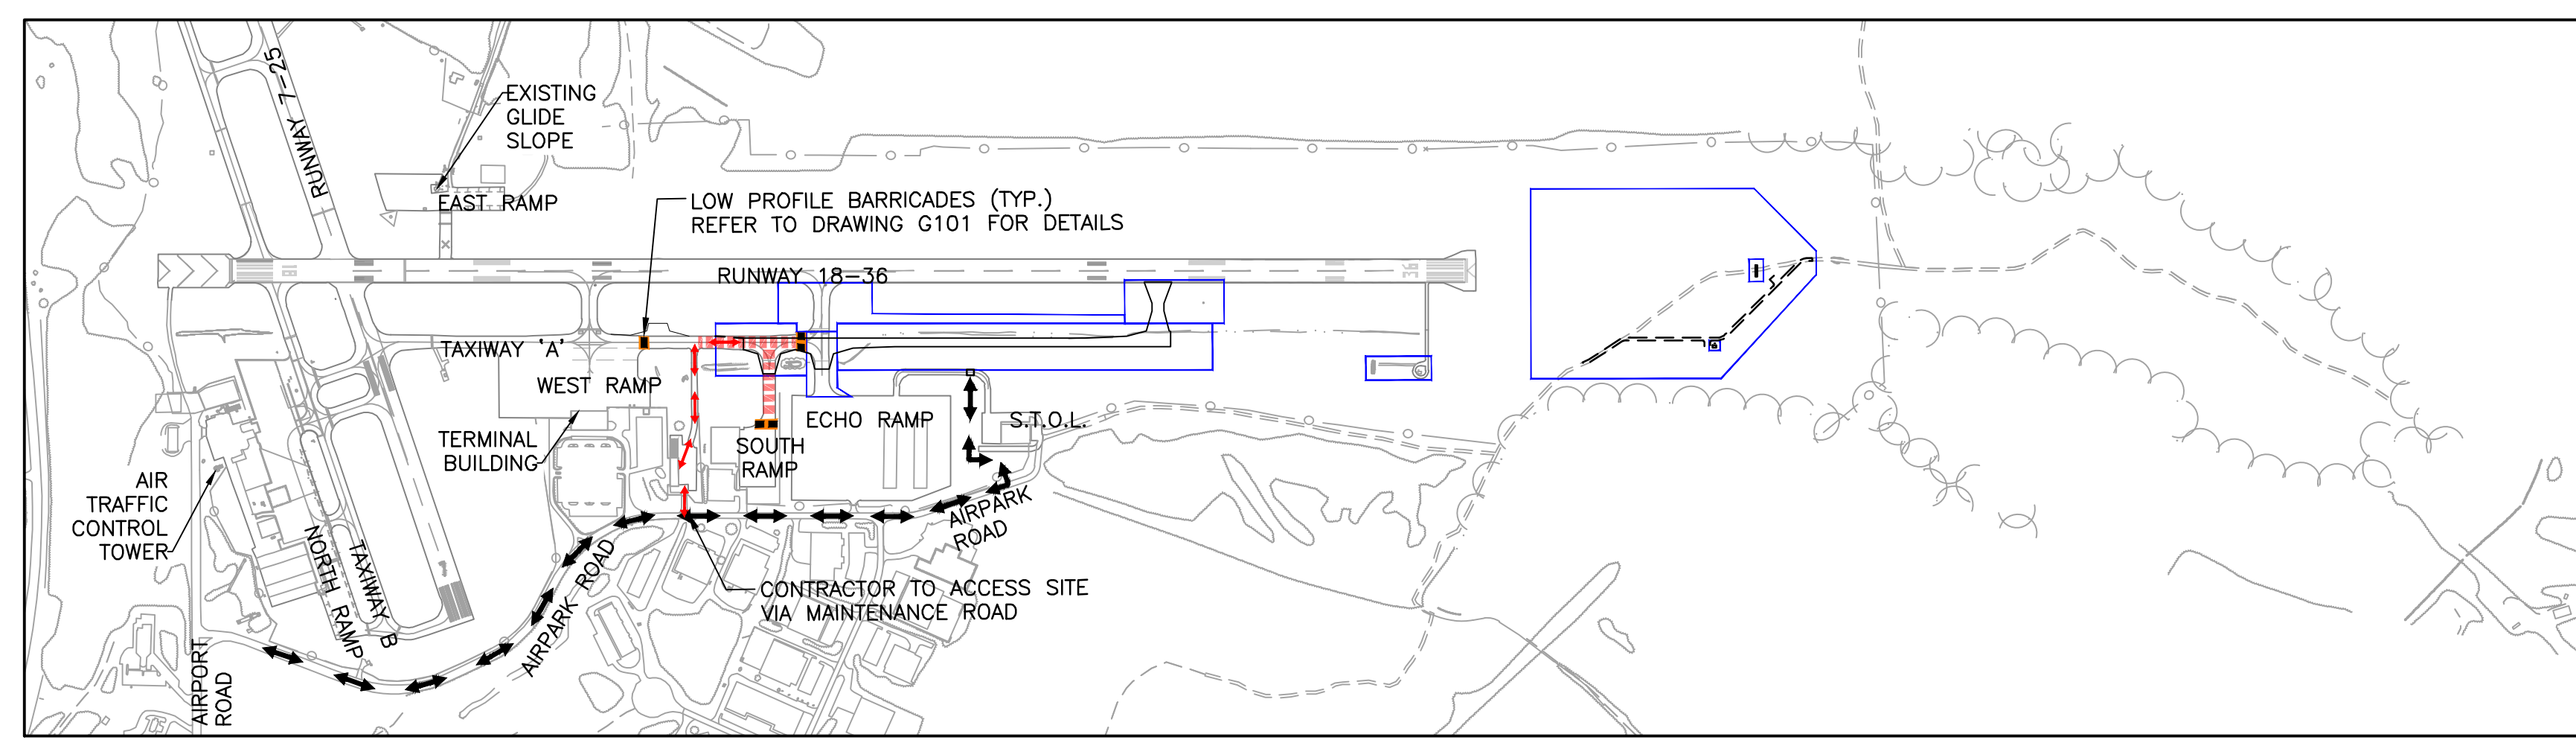 RUNWAY 7-25
EXISTING
GLIDE
SLOPE
EAST RAMP
LOW PROFILE BARRICADES (TYP.)
REFER TO DRAWING G101 FOR DETAILS
18
RUNWAY 18-36
36
TAXIWAY 'A'
WEST RAMP
ECHO RAMP
S.T.O.L.
TERMINAL
BUILDING
SOUTH
RAMP
AIR
TRAFFIC
CONTROL
TOWER
NORTH RAMP
TAXIWAY B
AIRPARK
ROAD
AIRPARK ROAD
CONTRACTOR TO ACCESS SITE
VIA MAINTENANCE ROAD
AIRPORT
ROAD